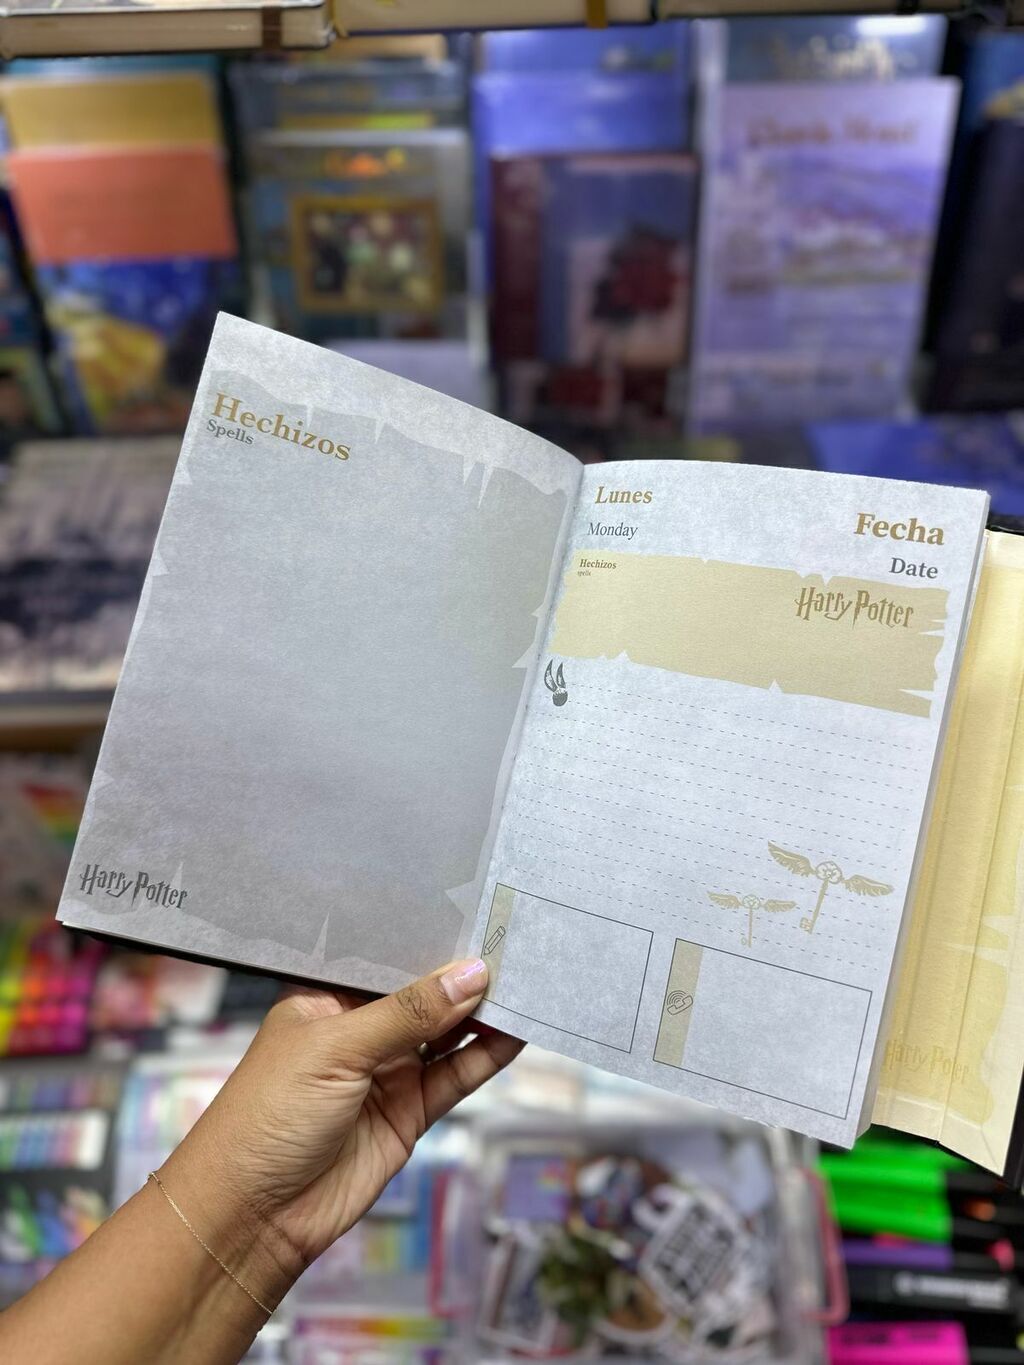 Hechizos
Spells
Harry Potter
Lunes
Monday
Fecha
Date
Hechizos
spells
Harry Potter
Harry Potter